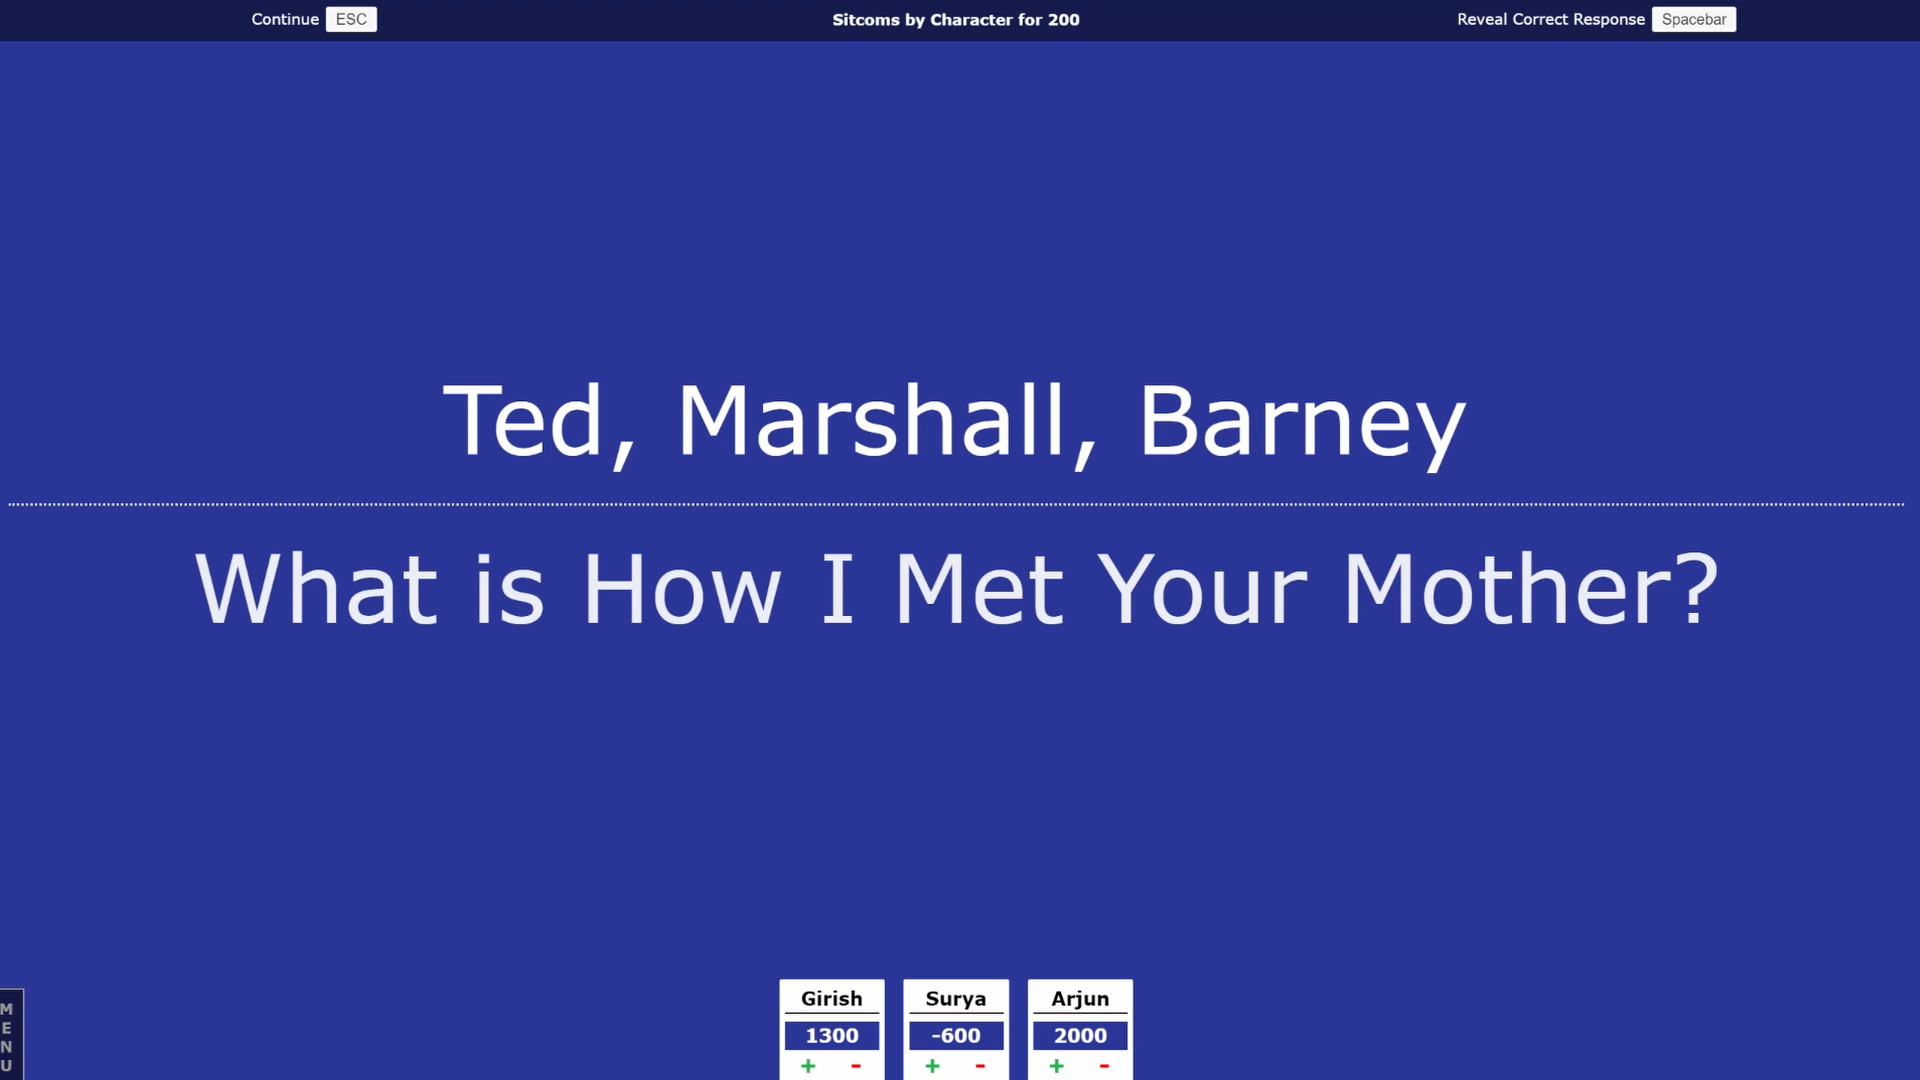 Continue ESC
Sitcoms by Character for 200
Reveal Correct Response Spacebar
Ted, Marshall, Barney
What is How I Met Your Mother?
MENU
Girish Surya Arjun
1300 -600 2000
+ - + - + -